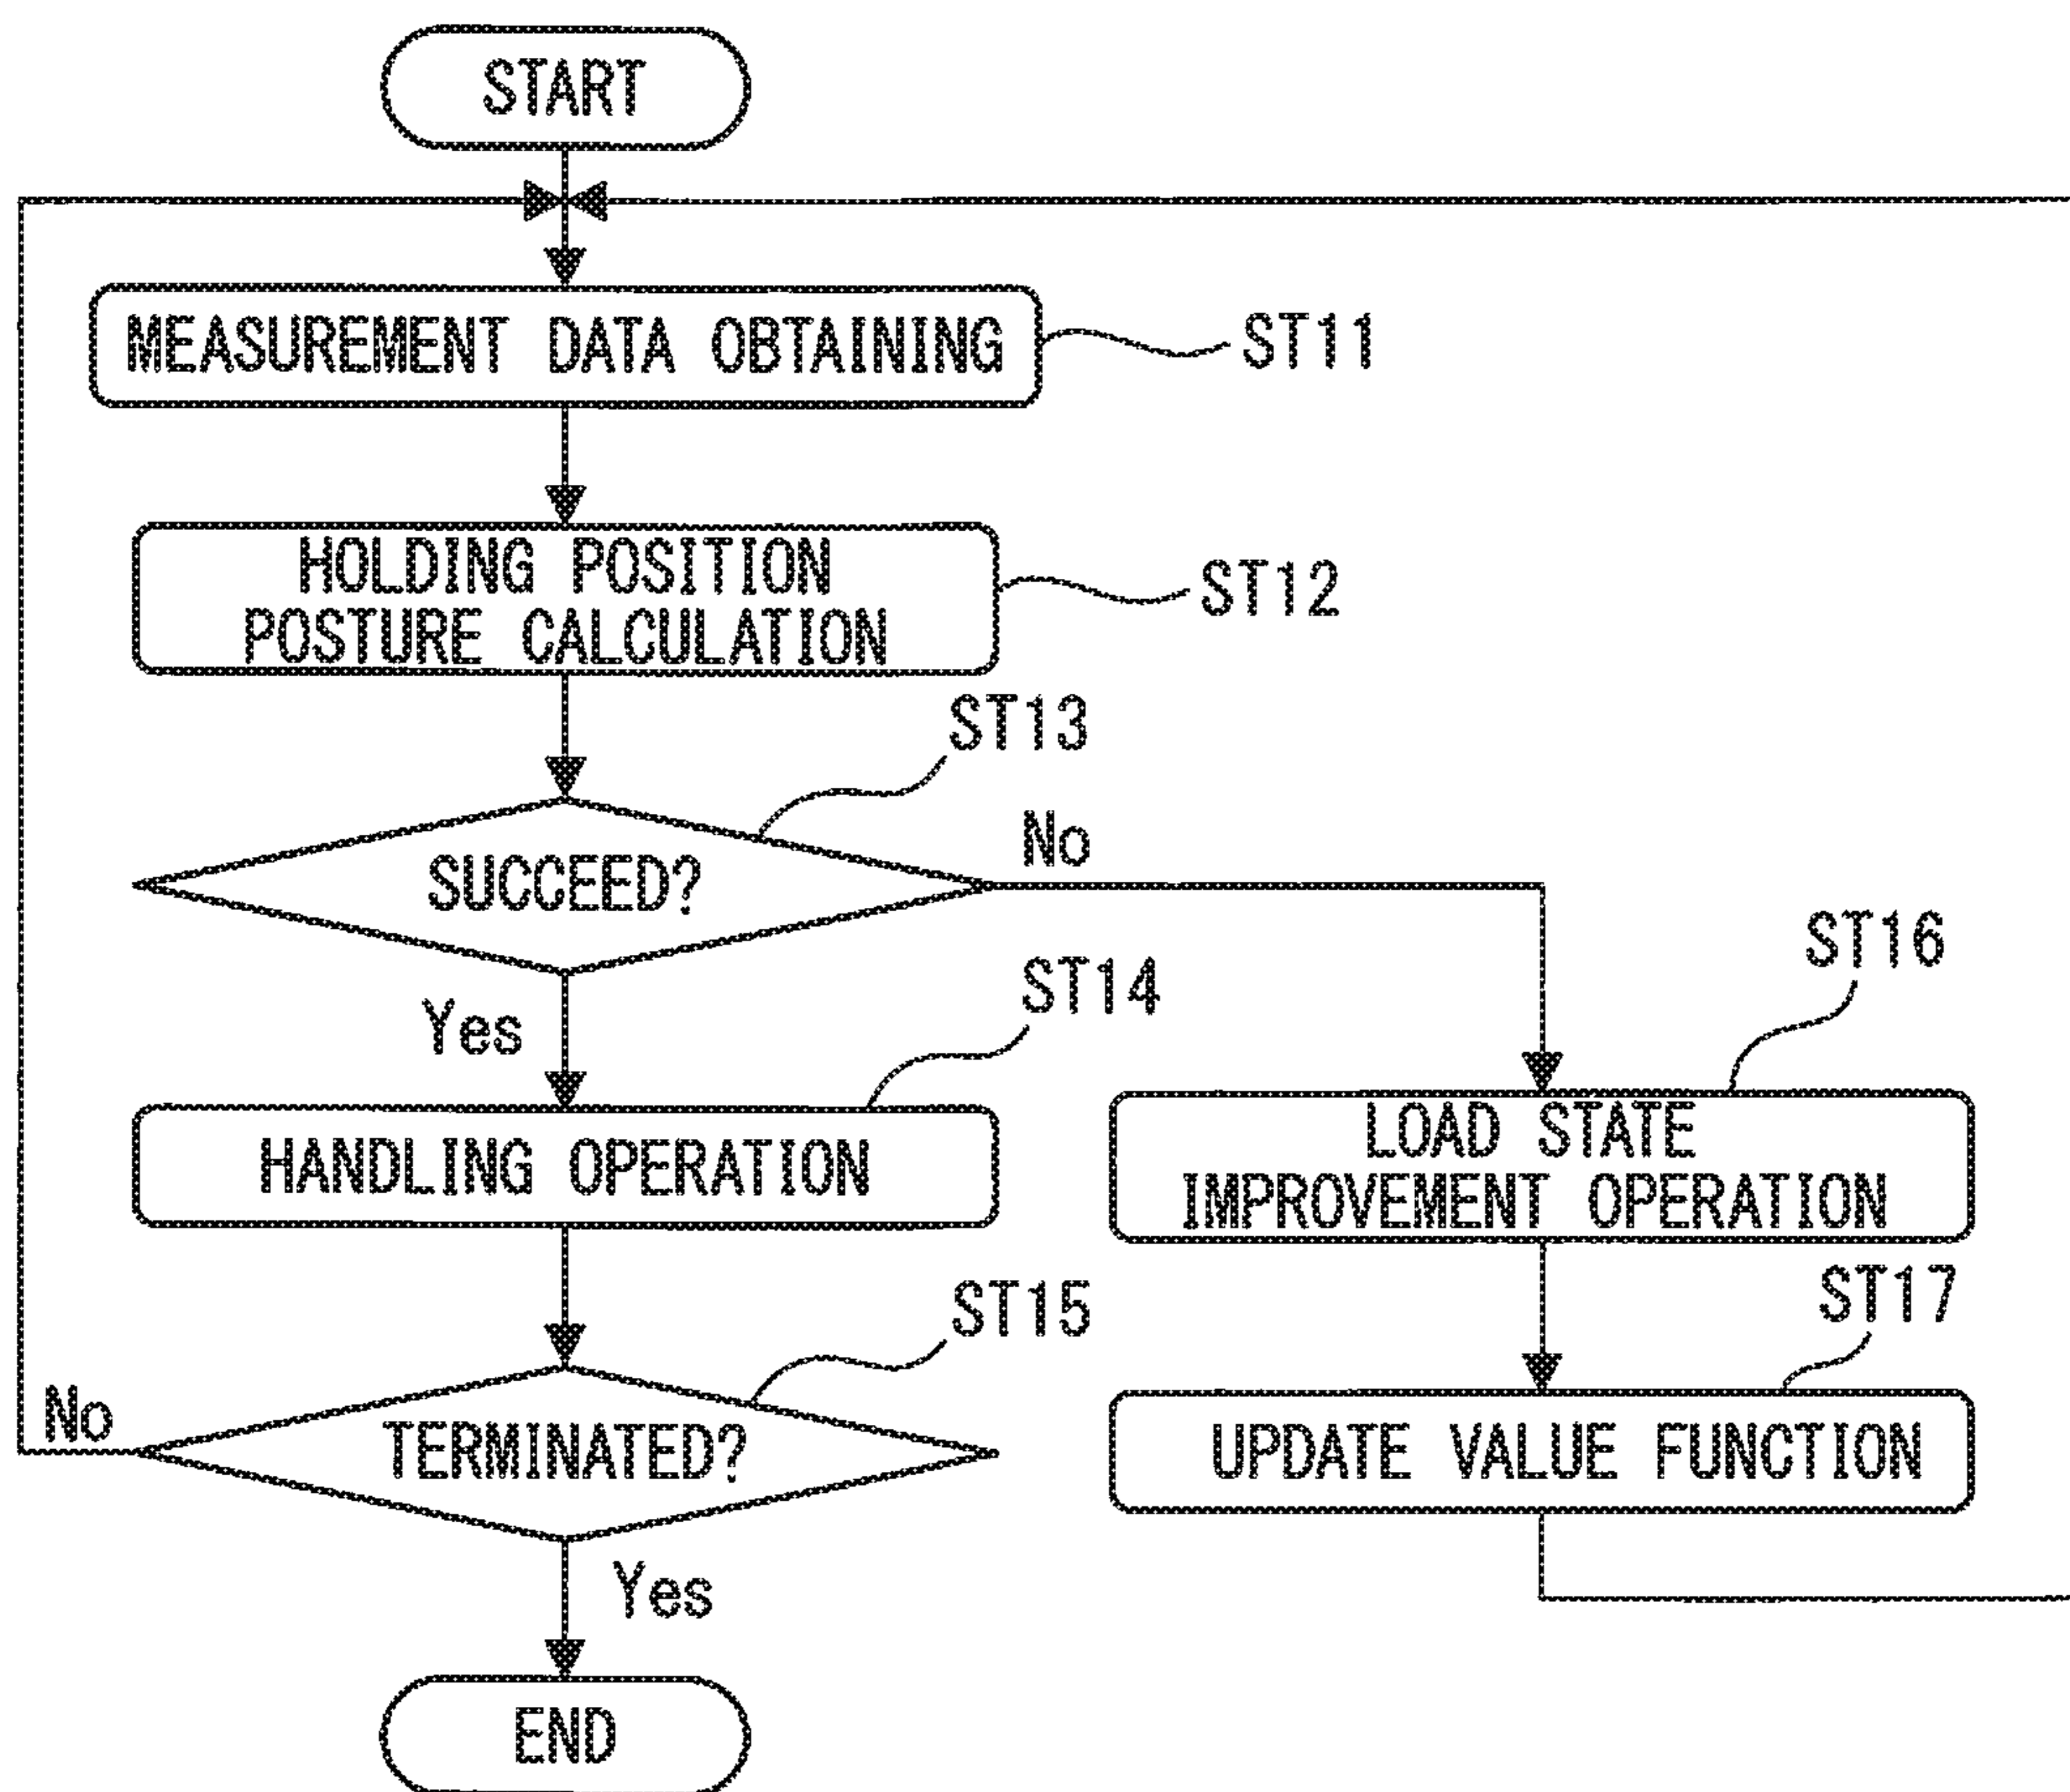 START
MEASUREMENT DATA OBTAINING
ST11
HOLDING POSITION
POSTURE CALCULATION
ST12
ST13
SUCCEED?
No
Yes
ST14
HANDLING OPERATION
ST15
TERMINATED?
No
Yes
END
ST16
LOAD STATE
IMPROVEMENT OPERATION
ST17
UPDATE VALUE FUNCTION